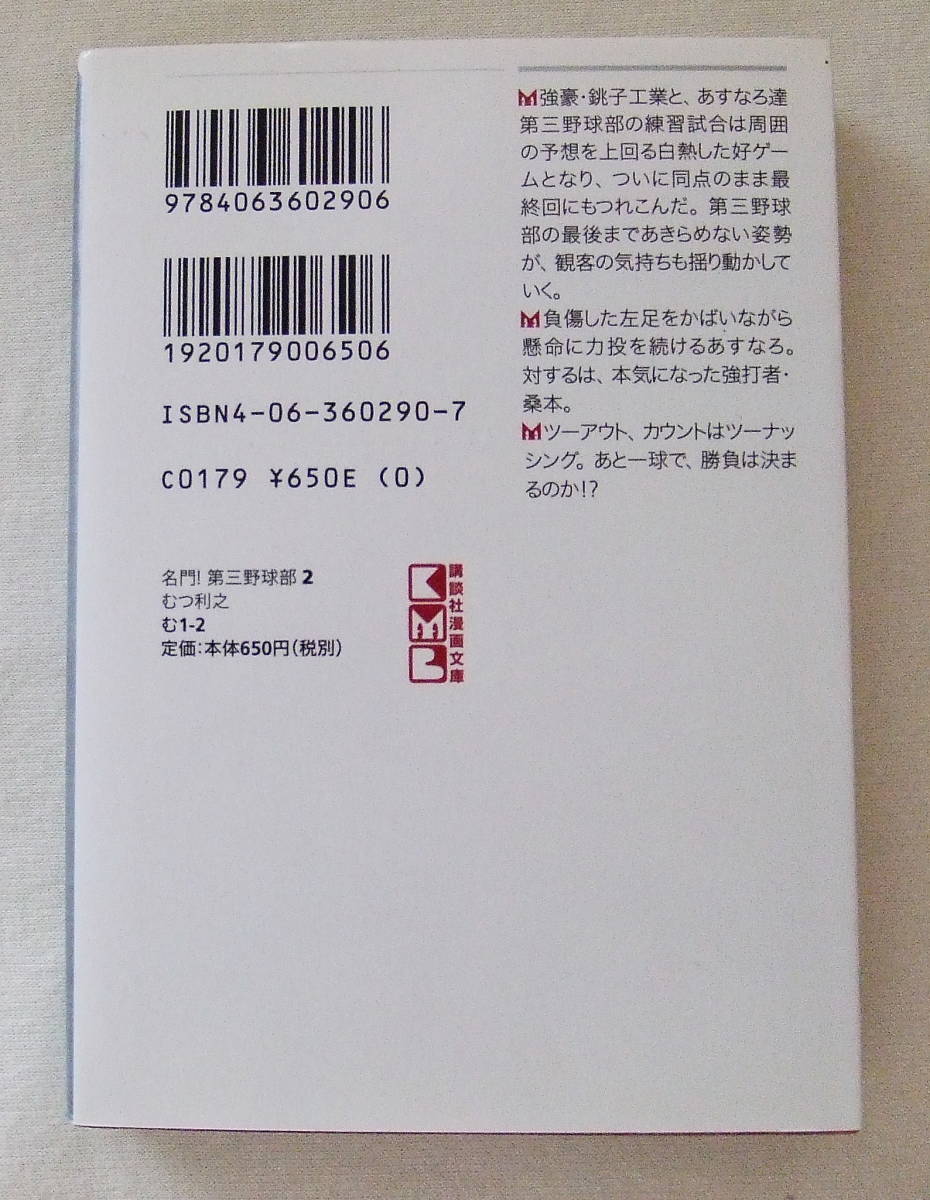 9784063602906
1920179006506
ISBN4-06-360290-7
C0179 ¥650E (0)
M強豪・銚子工業と、あすなろ達
第三野球部の練習試合は周囲
の予想を上回る白熱した好ゲー
ムとなり、ついに同点のまま最
終回にもつれこんだ。第三野球
部の最後まであきらめない姿勢
が、観客の気持ちも揺り動かして
いく。
M負傷した左足をかばいながら
懸命に力投を続けるあすなろ。
対するは、本気になった強打者・
桑本。
Mツーアウト、カウントはツーナッ
シング。あと一球で、勝負は決ま
るのか!?
名門! 第三野球部 2
むつ利之
む1-2
定価:本体650円(税別)
KMB
講談社漫画文庫